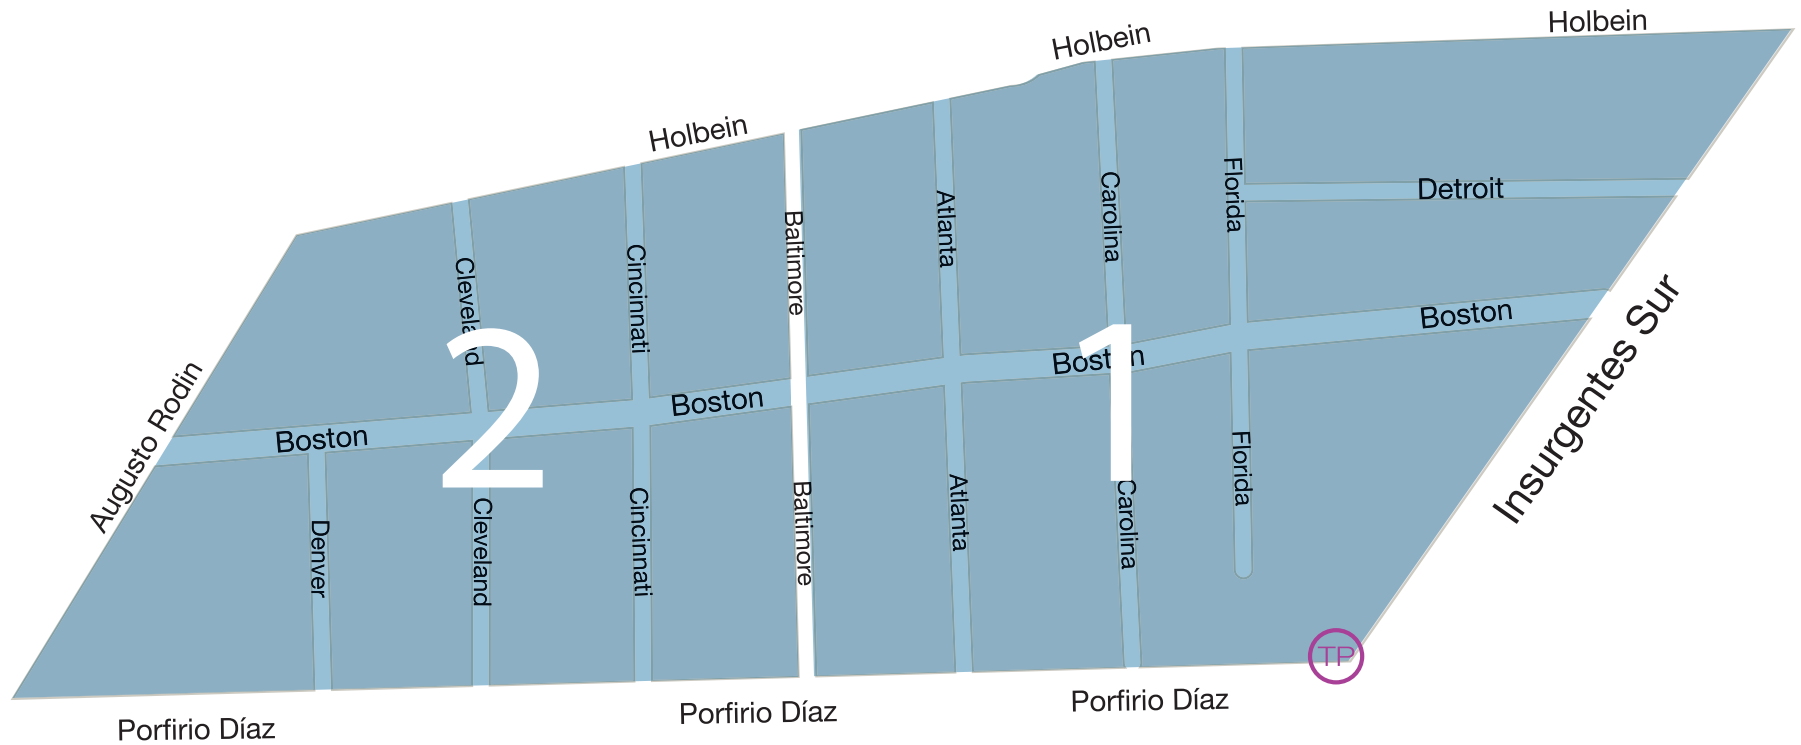 Holbein
Holbein
Holbein
Detroit
Florida
Carolina
Atlanta
Baltimore
Cincinnati
Cleveland
Boston
Boston
Boston
Boston
2
1
Augusto Rodin
Insurgentes Sur
Denver
Cleveland
Cincinnati
Baltimore
Atlanta
Carolina
Florida
TP
Porfirio Díaz
Porfirio Díaz
Porfirio Díaz